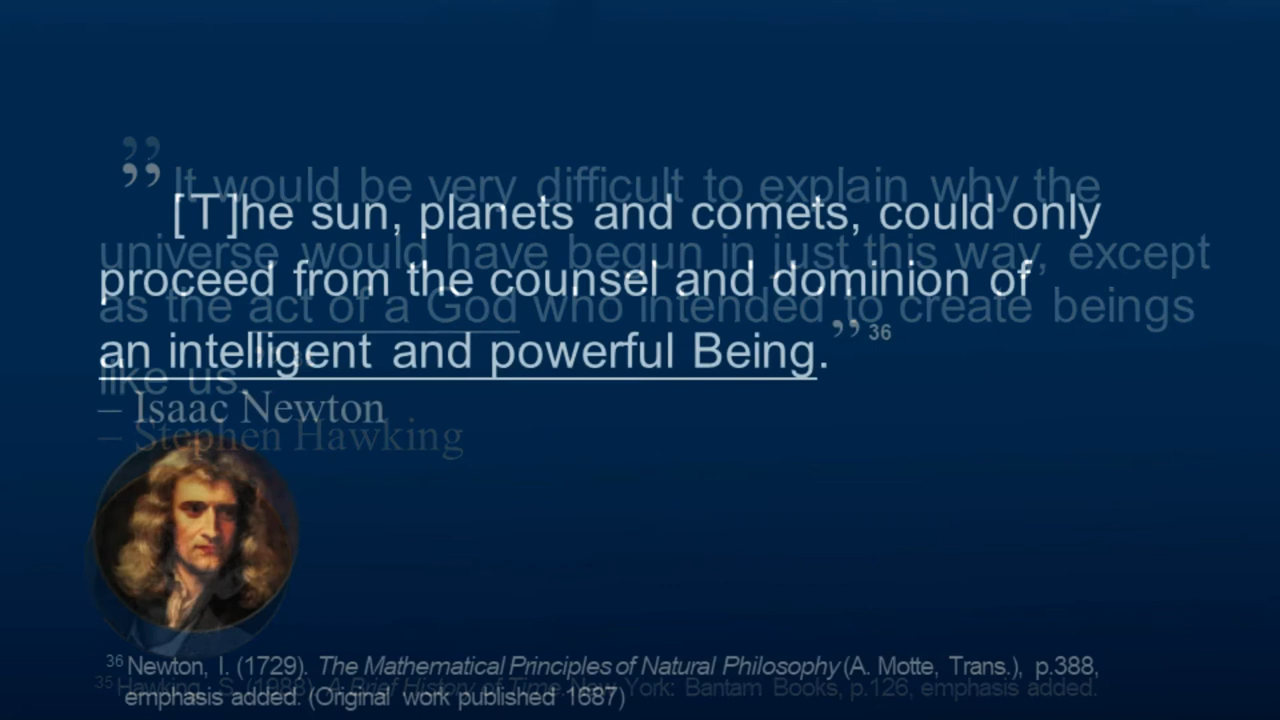 ”[T]he sun, planets and comets, could only
proceed from the counsel and dominion of
an intelligent and powerful Being.” 36
– Isaac Newton
It would be very difficult to explain why the
universe would have begun in just this way, except
as the act of a God who intended to create beings
like us.
– Stephen Hawking
36 Newton, I. (1729). The Mathematical Principles of Natural Philosophy (A. Motte, Trans.), p.388,
emphasis added. (Original work published 1687)
35 Hawking, S. (1988). A Brief History of Time. New York: Bantam Books, p.126, emphasis added.